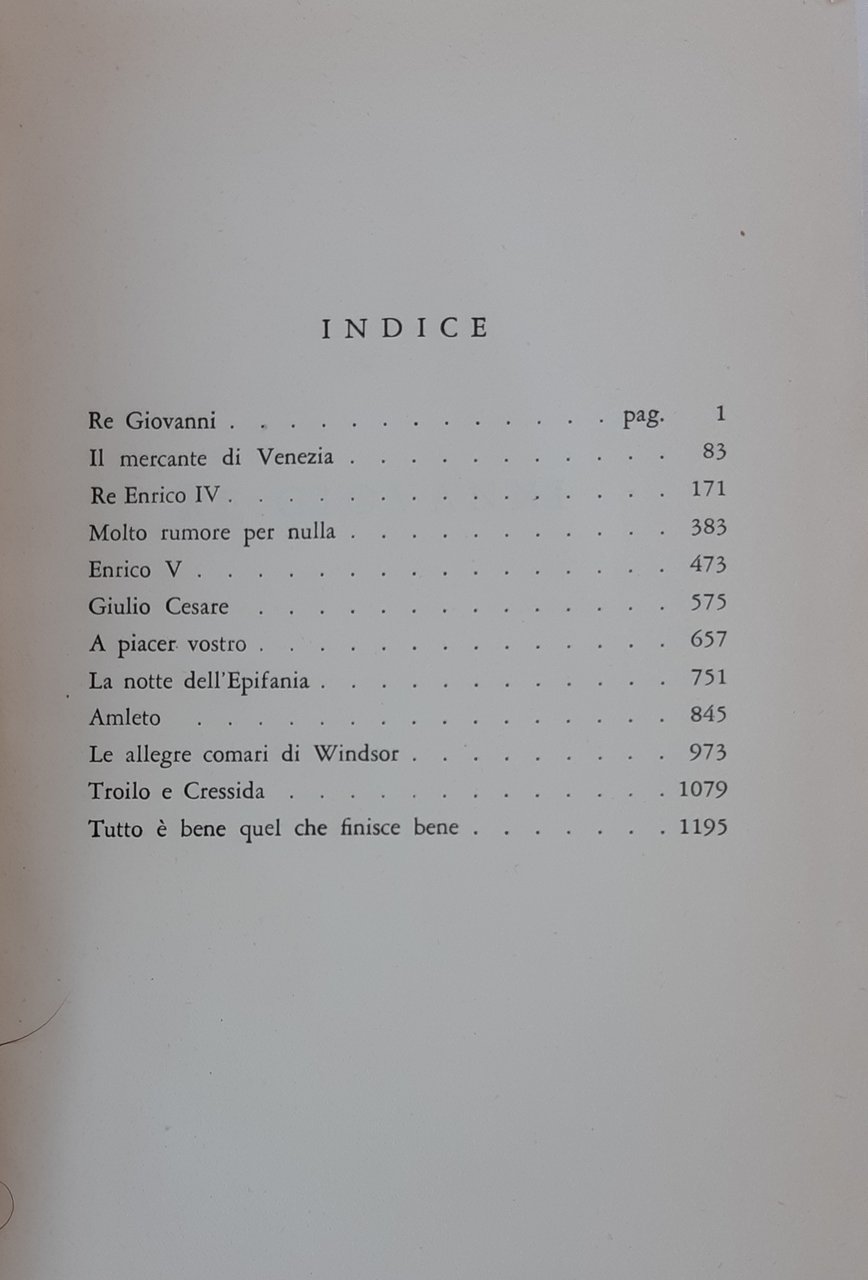 INDICE
Re Giovanni . . . . . . . . . . . . . pag. 1
Il mercante di Venezia . . . . . . . . . . . 83
Re Enrico IV . . . . . . . . . . . . . . . 171
Molto rumore per nulla . . . . . . . . . . . 383
Enrico V . . . . . . . . . . . . . . . . 473
Giulio Cesare . . . . . . . . . . . . . . 575
A piacer vostro . . . . . . . . . . . . . . 657
La notte dell'Epifania . . . . . . . . . . . . 751
Amleto . . . . . . . . . . . . . . . . 845
Le allegre comari di Windsor . . . . . . . . . 973
Troilo e Cressida . . . . . . . . . . . . . 1079
Tutto è bene quel che finisce bene . . . . . . . 1195